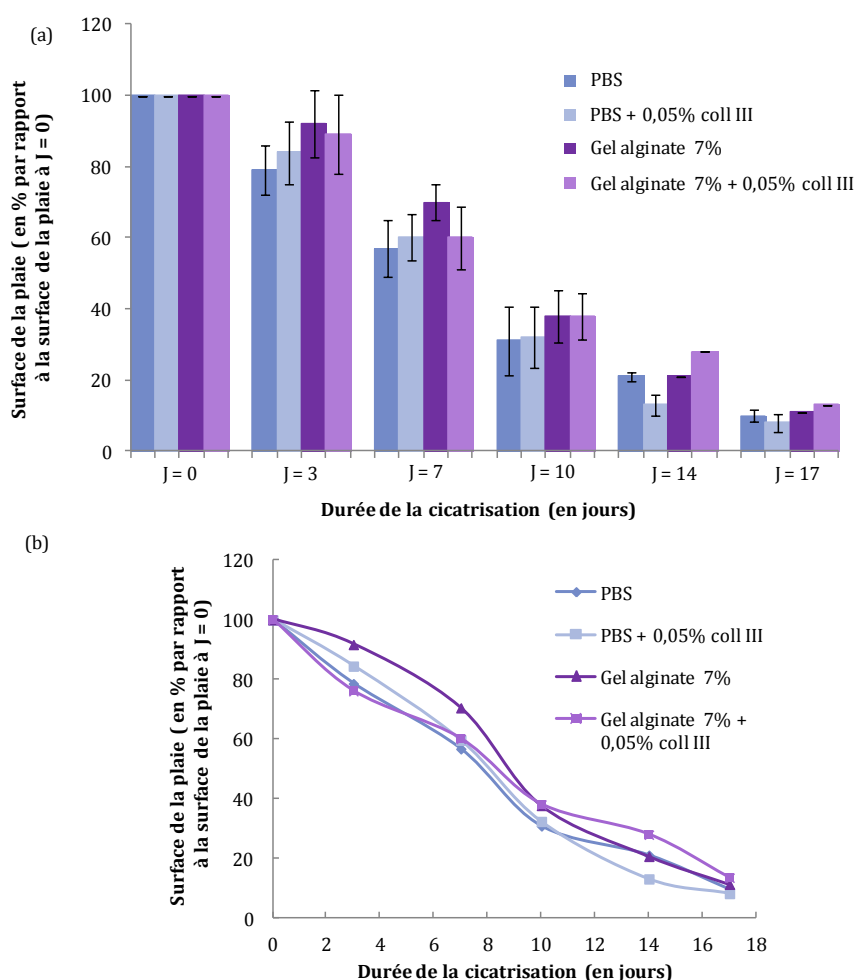 (a)
Surface de la plaie ( en % par rapport
à la surface de la plaie à J = 0)
120
100
80
60
40
20
0
PBS
PBS + 0,05% coll III
Gel alginate 7%
Gel alginate 7% + 0,05% coll III
J = 0
J = 3
J = 7
J = 10
J = 14
J = 17
Durée de la cicatrisation (en jours)
(b)
Surface de la plaie ( en % par rapport
à la surface de la plaie à J = 0)
120
100
80
60
40
20
0
PBS
PBS + 0,05% coll III
Gel alginate 7%
Gel alginate 7% +
0,05% coll III
0
2
4
6
8
10
12
14
16
18
Durée de la cicatrisation (en jours)